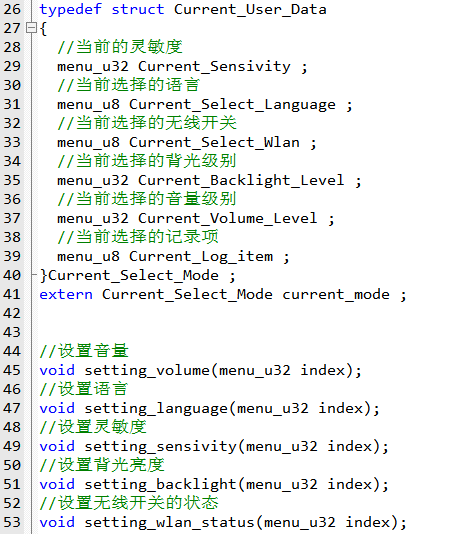 26 typedef struct Current_User_Data
27 {
28 //当前的灵敏度
29 menu_u32 Current_Sensivity ;
30 //当前选择的语言
31 menu_u8 Current_Select_Language ;
32 //当前选择的无线开关
33 menu_u8 Current_Select_Wlan ;
34 //当前选择的背光级别
35 menu_u32 Current_Backlight_Level ;
36 //当前选择的音量级别
37 menu_u32 Current_Volume_Level ;
38 //当前选择的记录项
39 menu_u8 Current_Log_item ;
40 }Current_Select_Mode ;
41 extern Current_Select_Mode current_mode ;
42
43
44 //设置音量
45 void setting_volume(menu_u32 index);
46 //设置语言
47 void setting_language(menu_u32 index);
48 //设置灵敏度
49 void setting_sensivity(menu_u32 index);
50 //设置背光亮度
51 void setting_backlight(menu_u32 index);
52 //设置无线开关的状态
53 void setting_wlan_status(menu_u32 index);